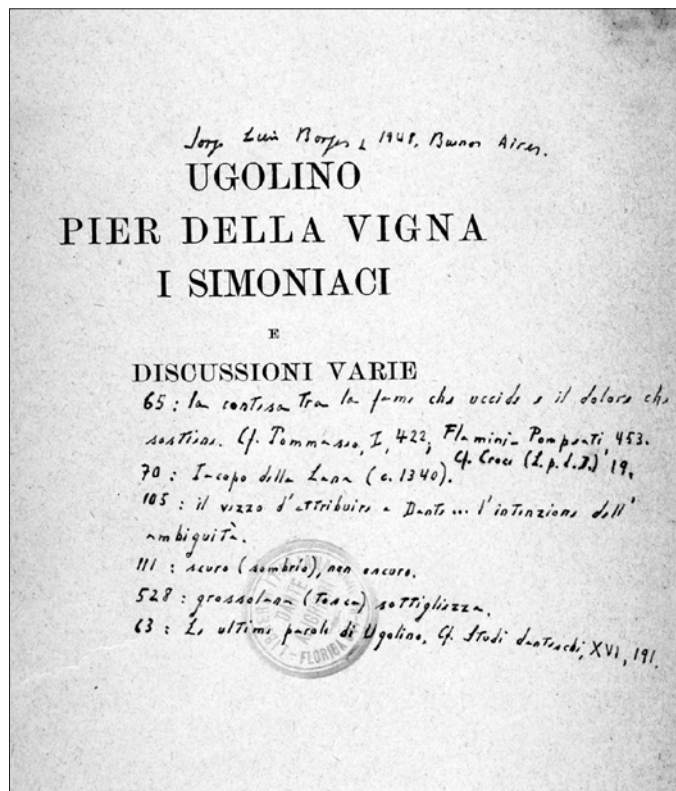 Jorge Luis Borges, 1948, Buenos Aires.
UGOLINO
PIER DELLA VIGNA
I SIMONIACI
E
DISCUSSIONI VARIE
65 : la contesa tra la fame che uccide e il dolore che
sostiene. Cf. Tommaseo, I, 422; Flamini-Pompeati 453.
Cf. Croce (L.p.d.D.) 19.
70 : Iacopo della Lana (c. 1340).
105 : il vezzo d'attribuire a Dante... l'intenzione dell'
ambiguità.
111 : scuro (sombrío), non oscuro.
528 : grossolana (tosca) sottigliezza.
63 : Le ultime parole di Ugolino. Cf. Studi danteschi, XVI, 191.
DANTE
FLORIDA